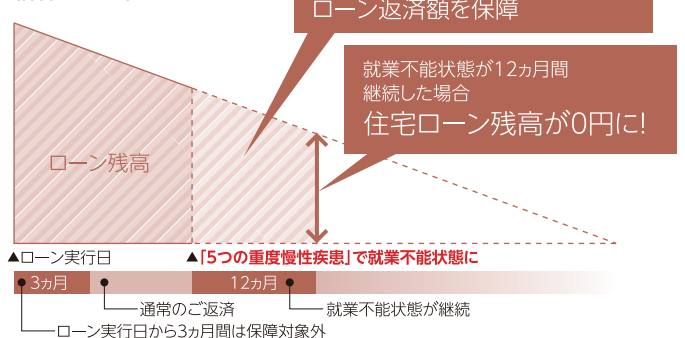 ローン返済額を保障
就業不能状態が12ヵ月間
継続した場合
住宅ローン残高が0円に!
ローン残高
▲ローン実行日
▲「5つの重度慢性疾患」で就業不能状態に
3ヵ月
12ヵ月
通常のご返済
就業不能状態が継続
ローン実行日から3ヵ月間は保障対象外